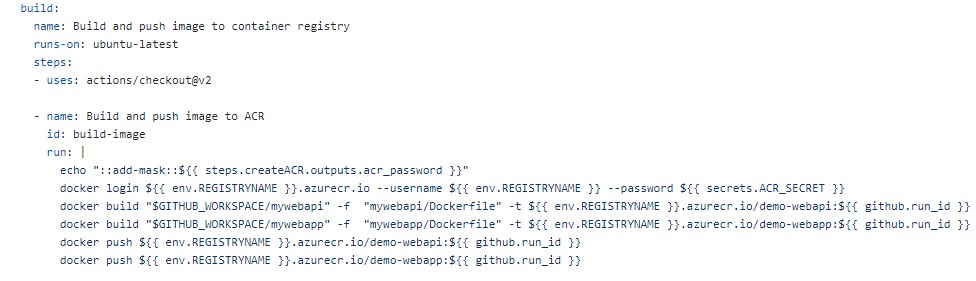 build:
name: Build and push image to container registry
runs-on: ubuntu-latest
steps:
- uses: actions/checkout@v2
- name: Build and push image to ACR
id: build-image
run: |
echo "::add-mask::${{ steps.createACR.outputs.acr_password }}"
docker login ${{ env.REGISTRYNAME }}.azurecr.io --username ${{ env.REGISTRYNAME }} --password ${{ secrets.ACR_SECRET }}
docker build "$GITHUB_WORKSPACE/mywebapi" -f  "mywebapi/Dockerfile" -t ${{ env.REGISTRYNAME }}.azurecr.io/demo-webapi:${{ github.run_id }}
docker build "$GITHUB_WORKSPACE/mywebapp" -f  "mywebapp/Dockerfile" -t ${{ env.REGISTRYNAME }}.azurecr.io/demo-webapp:${{ github.run_id }}
docker push ${{ env.REGISTRYNAME }}.azurecr.io/demo-webapi:${{ github.run_id }}
docker push ${{ env.REGISTRYNAME }}.azurecr.io/demo-webapp:${{ github.run_id }}